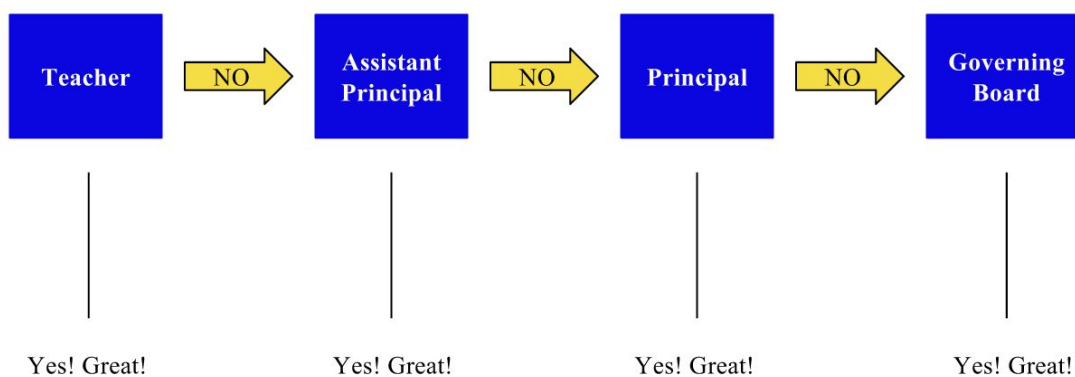 Teacher
NO
Assistant
Principal
NO
Principal
NO
Governing
Board
Yes! Great!
Yes! Great!
Yes! Great!
Yes! Great!